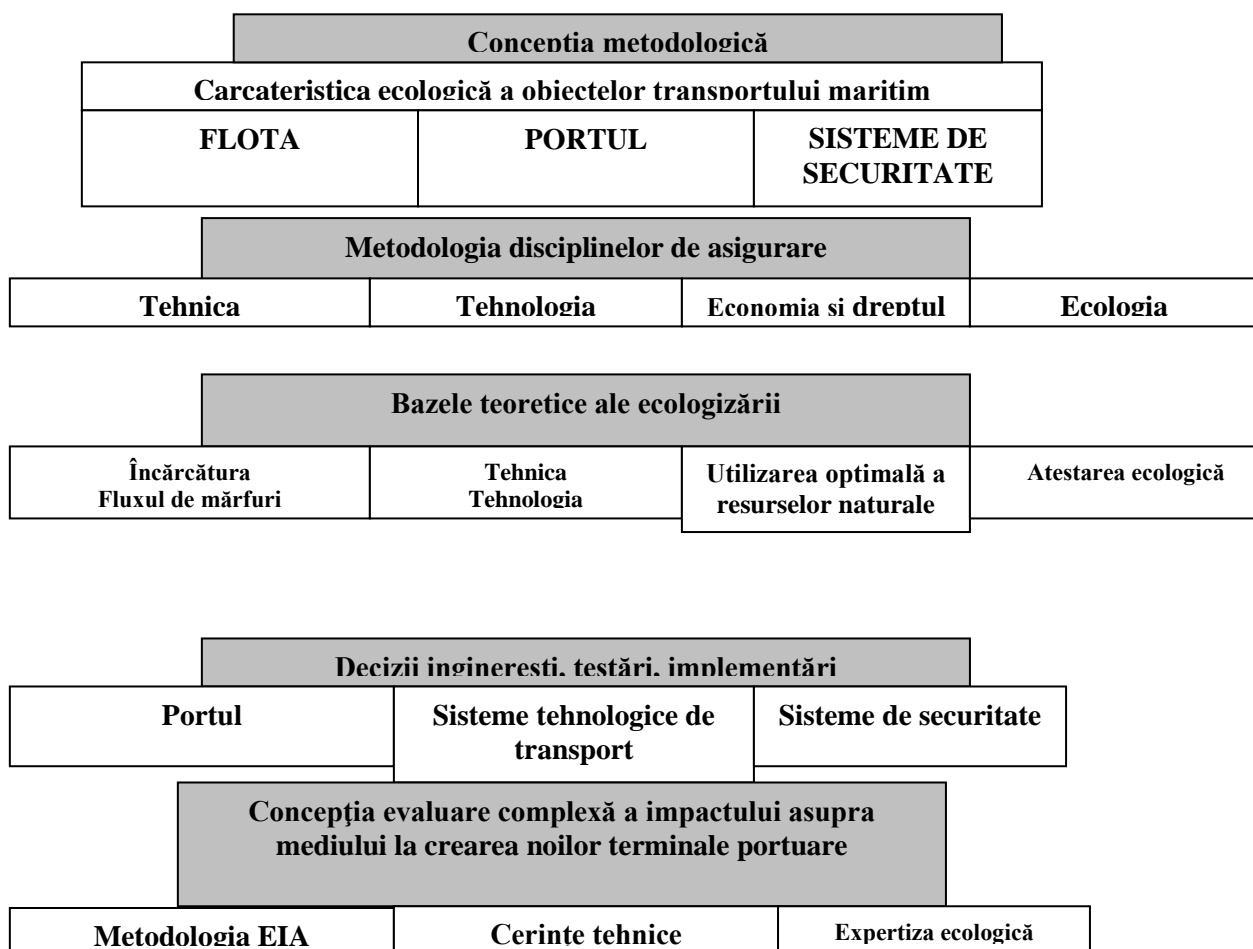 Concepția metodologică
Carcateristica ecologică a obiectelor transportului maritim
FLOTA
PORTUL
SISTEME DE
SECURITATE
Metodologia disciplinelor de asigurare
Tehnica
Tehnologia
Economia și dreptul
Ecologia
Bazele teoretice ale ecologizării
Încărcătura
Fluxul de mărfuri
Tehnica
Tehnologia
Utilizarea optimală a
resurselor naturale
Atestarea ecologică
Decizii inginerești, testări, implementări
Portul
Sisteme tehnologice de
transport
Sisteme de securitate
Concepţia evaluare complexă a impactului asupra
mediului la crearea noilor terminale portuare
Metodologia EIA
Cerinţe tehnice
Expertiza ecologică